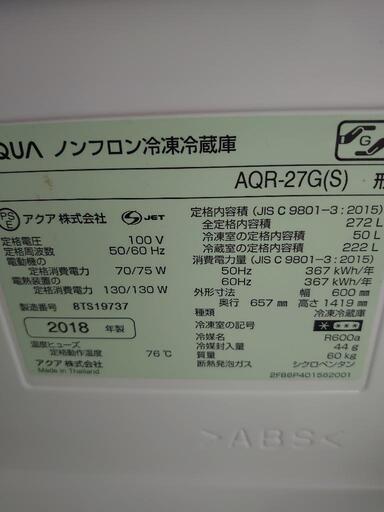 QUA ノンフロン冷凍冷蔵庫
G
AQR-27G(S) 形
PSE アクア株式会社 S JET
定格電圧 100 V
定格周波数 50/60 Hz
電動機の
定格消費電力 70/75 W
電熱装置の
定格消費電力 130/130 W
製造番号 8TS19737
2018 年製
温度ヒューズ
定格動作温度 76℃
アクア株式会社
Made in Thailand
定格内容積 (JIS C 9801-3:2015)
全定格内容積 272 L
冷凍室の定格内容積 50 L
冷蔵室の定格内容積 222 L
消費電力量 (JIS C 9801-3:2015)
50Hz 367 kWh/年
60Hz 367 kWh/年
外形寸法 幅 600 mm
奥行 657 mm 高さ 1419 mm
種類 冷凍冷蔵庫
冷凍室の記号
冷媒 R600a
冷媒封入量 44 g
質量 60 kg
断熱発泡ガス シクロペンタン
2FB6P401562001
>ABS<